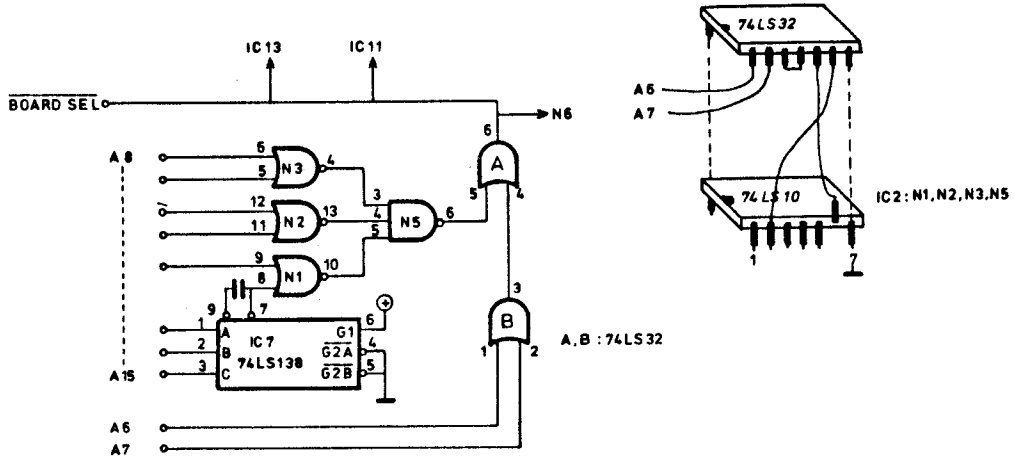 IC13 IC11
BOARD SEL
N6
6
A
5 4
A8
6 N3 4
5
12 N2 13
11
9 N1 10
8
3
4 N5 6
5
9 7
1 A IC7 G1 6 +
2 B 74LS138 G2A 4
3 C G2B 5
A15
3
B
1 2
A,B : 74LS32
A6
A7
74LS32
A6
A7
74LS10
IC2: N1, N2, N3, N5
1 7